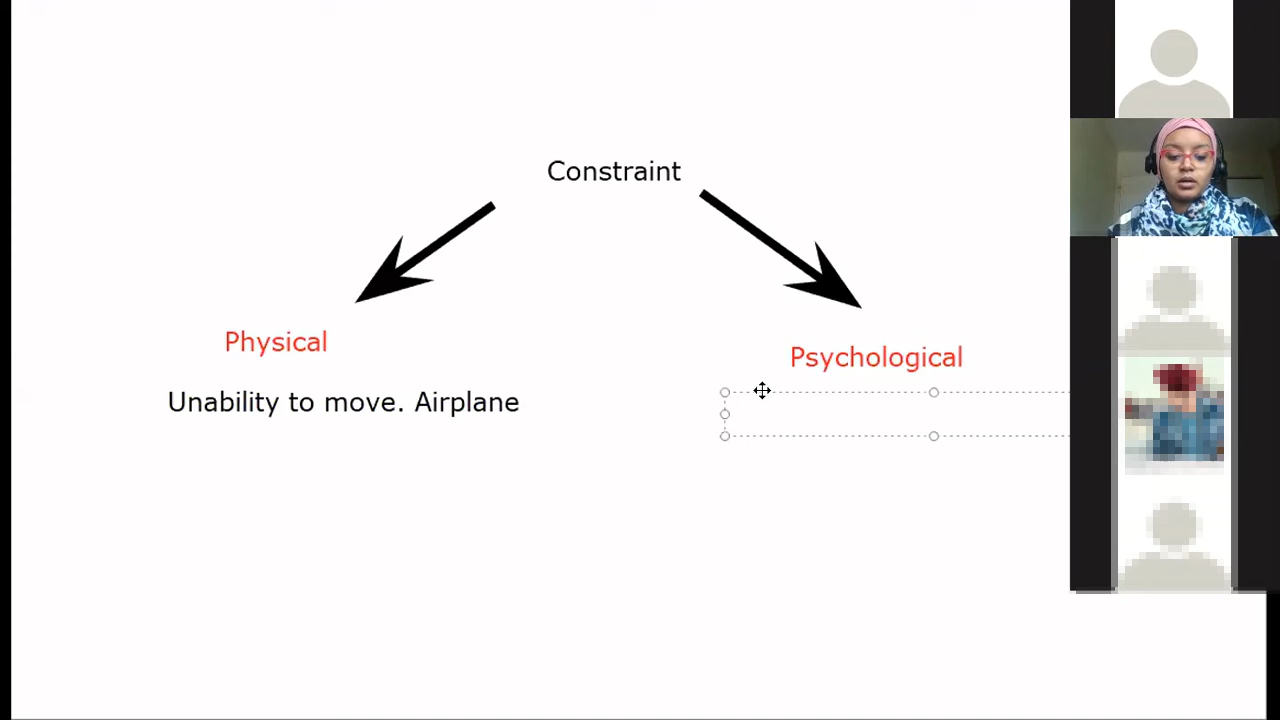 Constraint
Physical
Psychological
Unability to move. Airplane